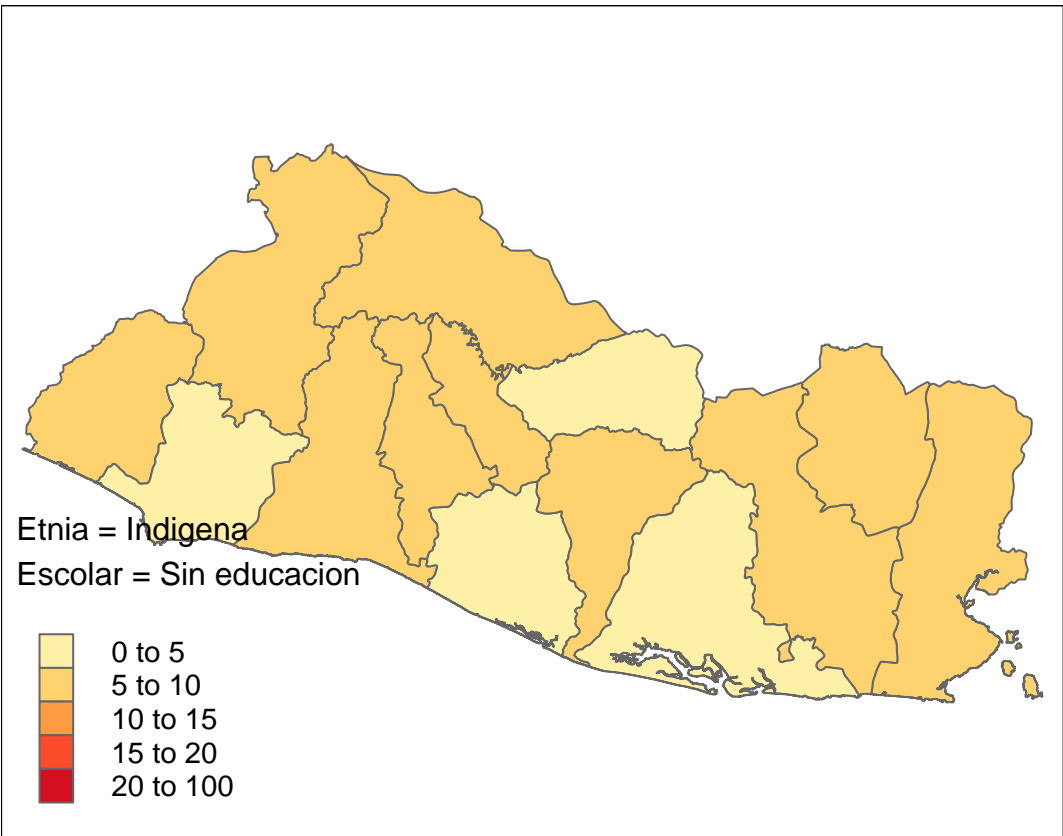 Etnia = Indigena
Escolar = Sin educacion
0 to 5
5 to 10
10 to 15
15 to 20
20 to 100